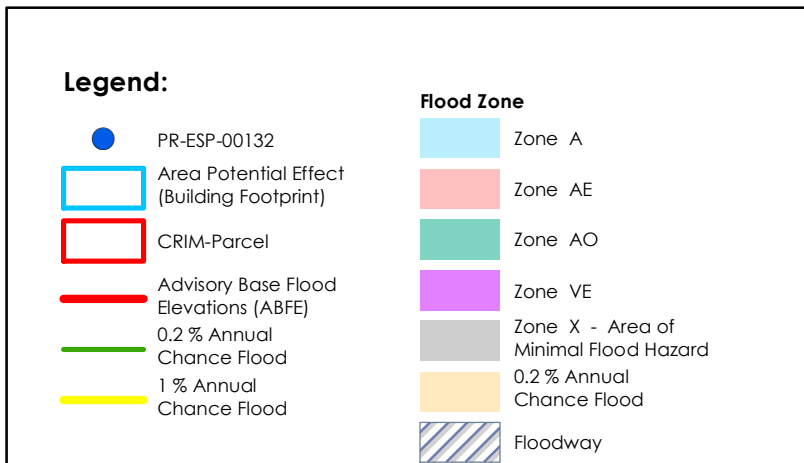 Legend:
PR-ESP-00132
Area Potential Effect
(Building Footprint)
CRIM-Parcel
Advisory Base Flood
Elevations (ABFE)
0.2 % Annual
Chance Flood
1 % Annual
Chance Flood
Flood Zone
Zone A
Zone AE
Zone AO
Zone VE
Zone X - Area of
Minimal Flood Hazard
0.2 % Annual
Chance Flood
Floodway